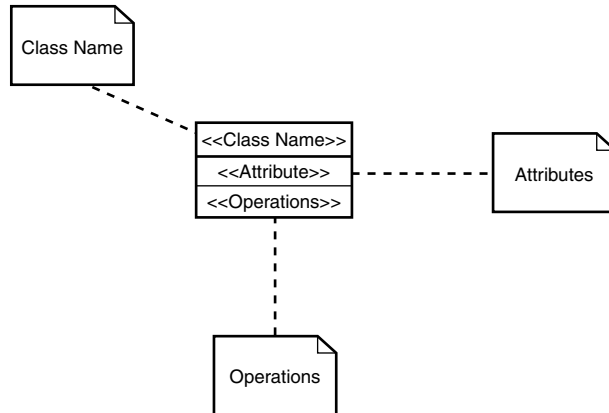 Class Name
<<Class Name>>
<<Attribute>>
<<Operations>>
Attributes
Operations